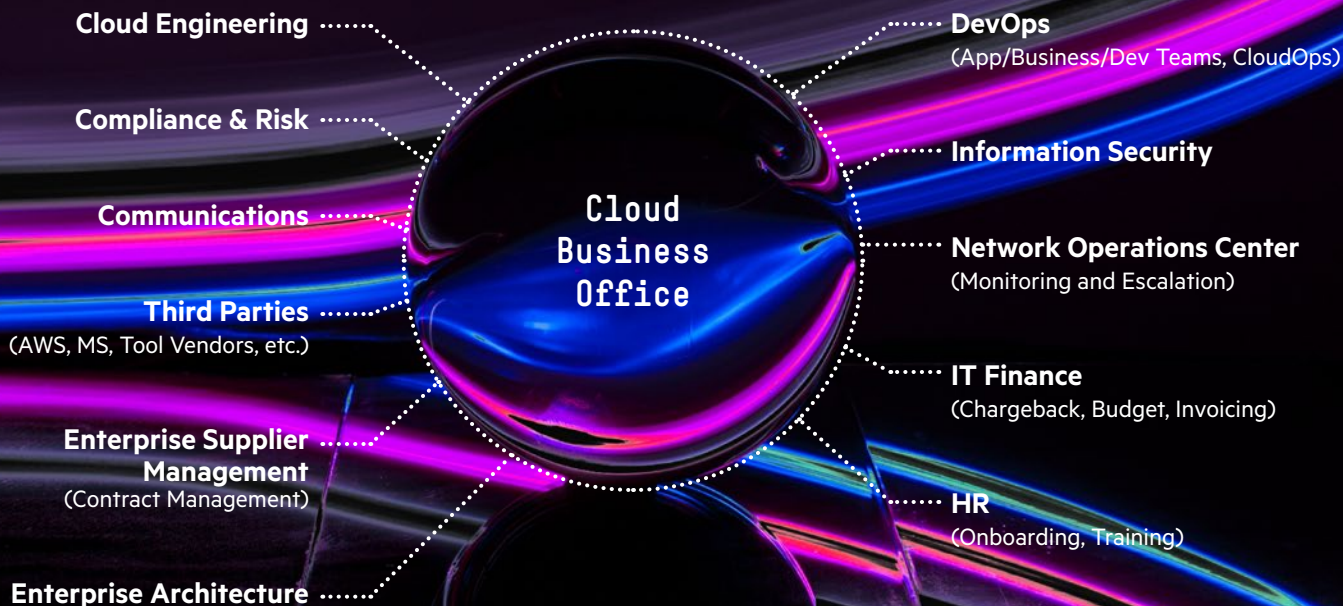 Cloud Engineering
Compliance & Risk
Communications
Third Parties
(AWS, MS, Tool Vendors, etc.)
Enterprise Supplier
Management
(Contract Management)
Enterprise Architecture
Cloud
Business
Office
DevOps
(App/Business/Dev Teams, CloudOps)
Information Security
Network Operations Center
(Monitoring and Escalation)
IT Finance
(Chargeback, Budget, Invoicing)
HR
(Onboarding, Training)